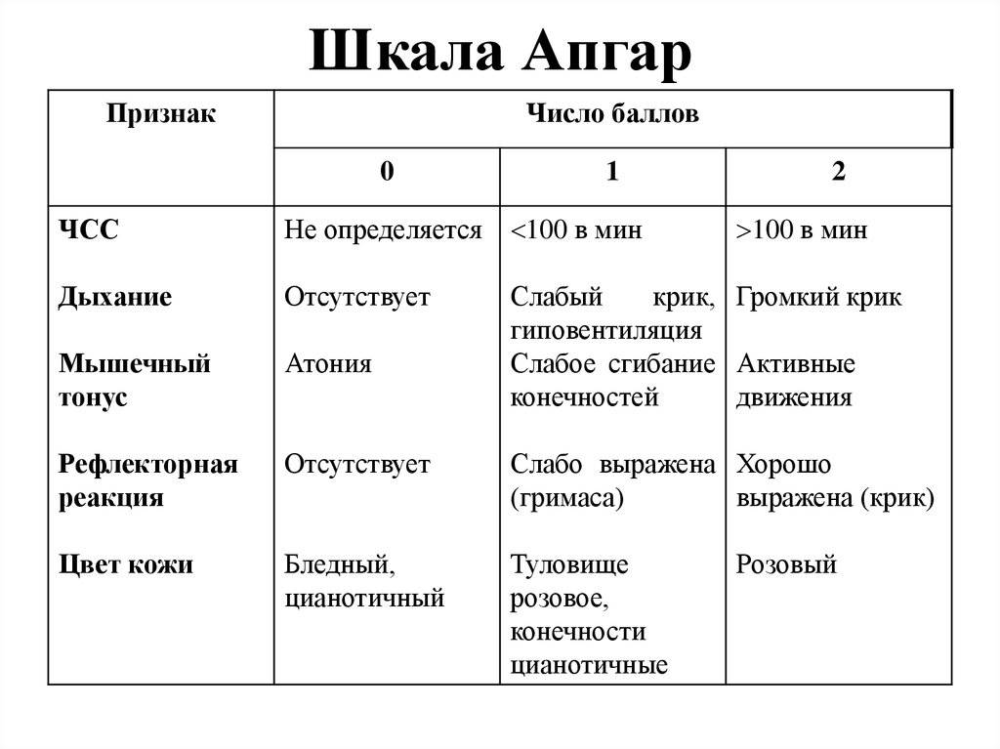 Шкала Апгар
Признак
Число баллов
0
1
2
ЧСС
Не определяется
<100 в мин
>100 в мин
Дыхание
Отсутствует
Слабый крик,
гиповентиляция
Громкий крик
Мышечный
тонус
Атония
Слабое сгибание
конечностей
Активные
движения
Рефлекторная
реакция
Отсутствует
Слабо выражена
(гримаса)
Хорошо
выражена (крик)
Цвет кожи
Бледный,
цианотичный
Туловище
розовое,
конечности
цианотичные
Розовый